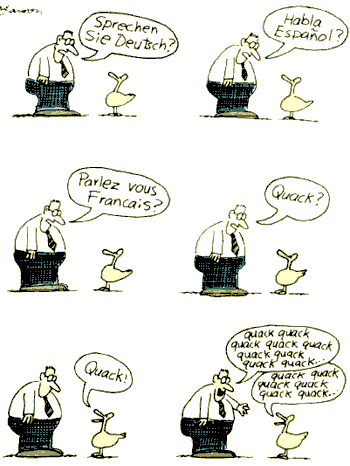 Larson
Sprechen
Sie Deutsch?
Habla
Español?
Parlez vous
Francais?
Quack?
Quack!
quack quack
quack quack quack
quack quack
quack quack...
quack quack
quack quack
quack quack..